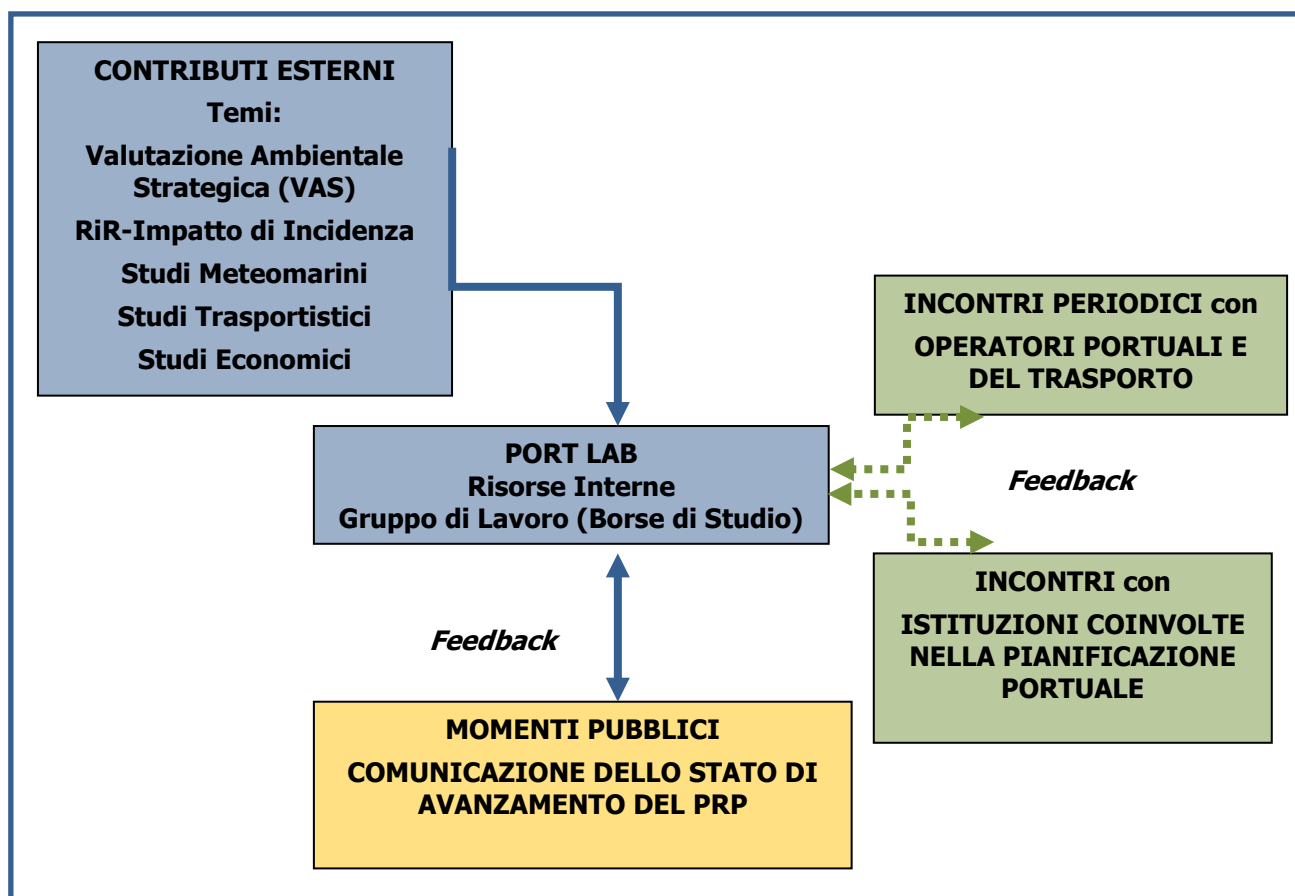 CONTRIBUTI ESTERNI
Temi:
Valutazione Ambientale
Strategica (VAS)
RiR-Impatto di Incidenza
Studi Meteomarini
Studi Trasportistici
Studi Economici
INCONTRI PERIODICI con
OPERATORI PORTUALI E
DEL TRASPORTO
PORT LAB
Risorse Interne
Gruppo di Lavoro (Borse di Studio)
Feedback
INCONTRI con
ISTITUZIONI COINVOLTE
NELLA PIANIFICAZIONE
PORTUALE
Feedback
MOMENTI PUBBLICI
COMUNICAZIONE DELLO STATO DI
AVANZAMENTO DEL PRP